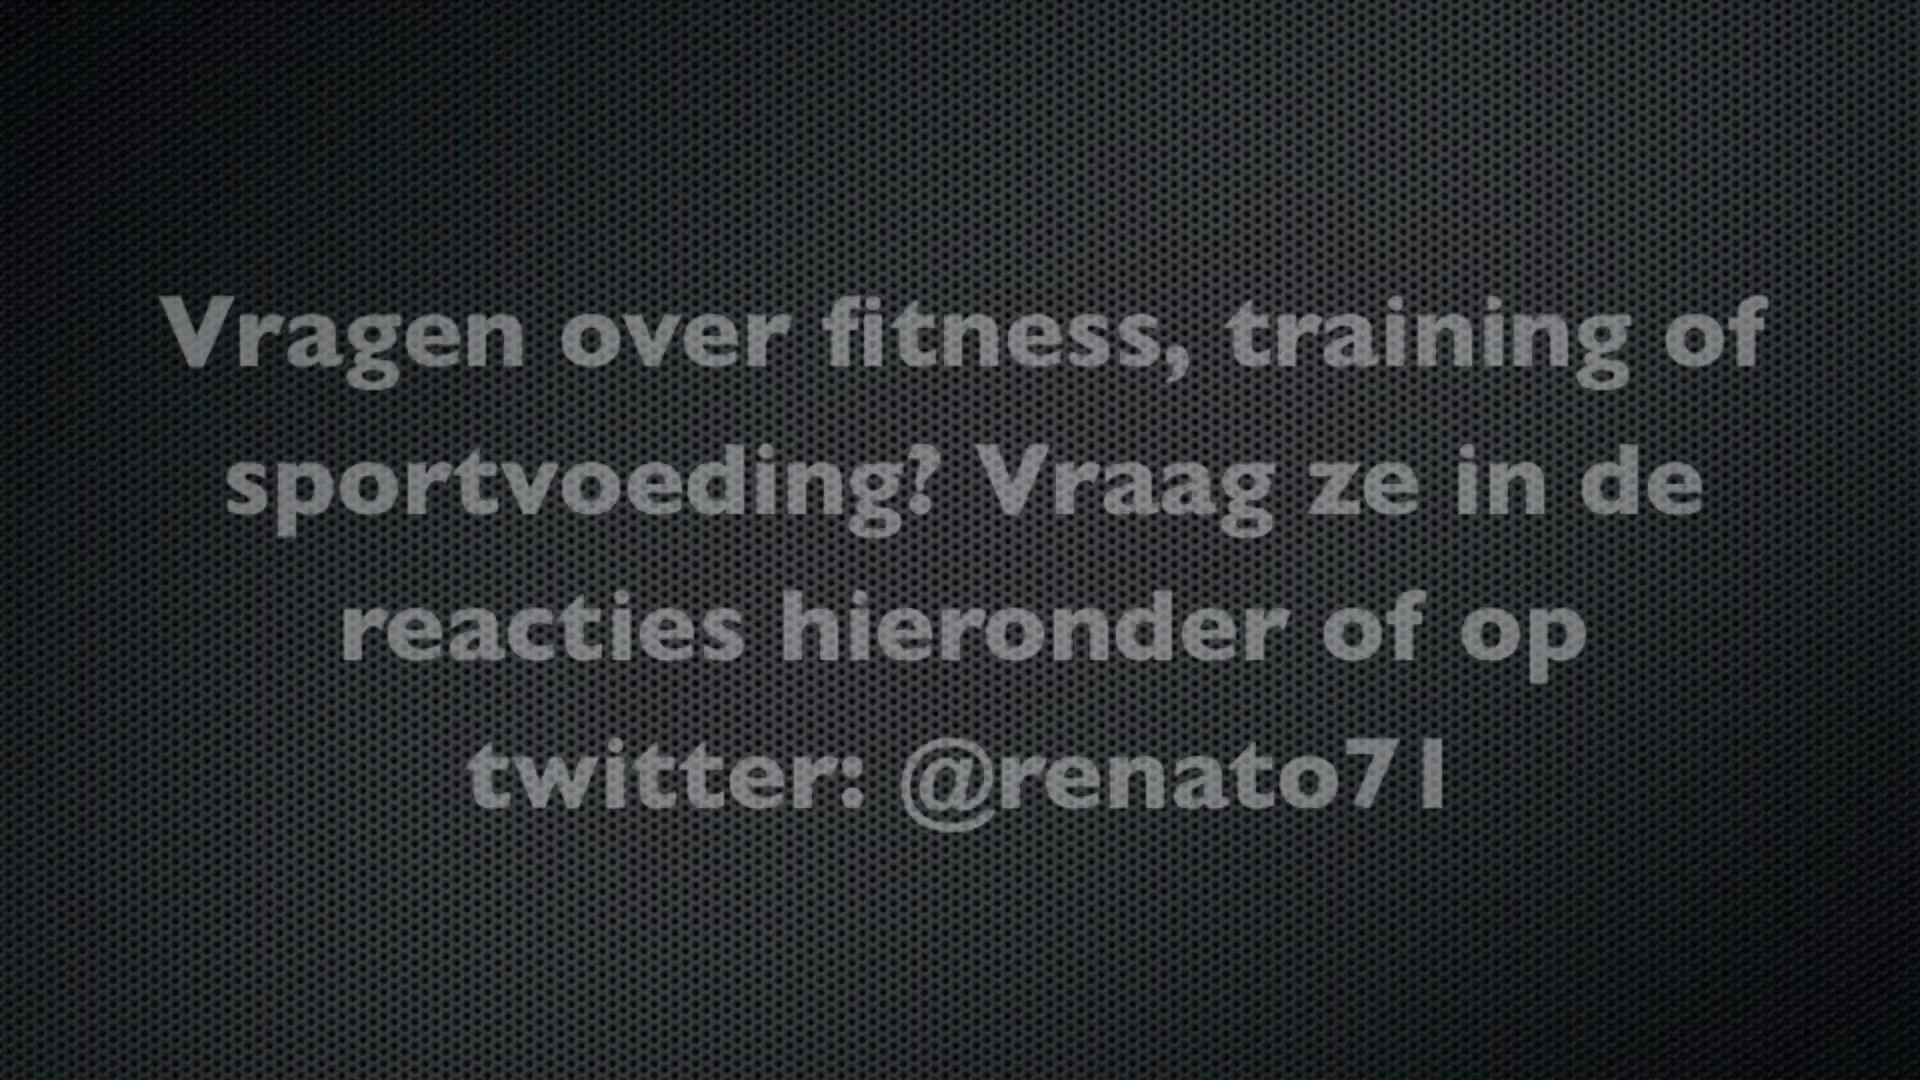 Vragen over fitness, training of
sportvoeding? Vraag ze in de
reacties hieronder of op
twitter: @renato71